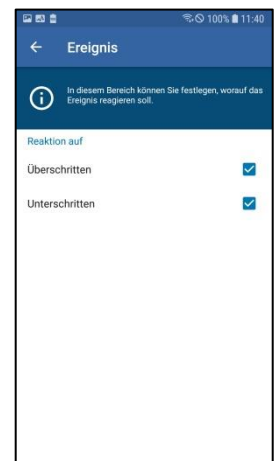 100% 11:40
Ereignis
In diesem Bereich können Sie festlegen, worauf das
Ereignis reagieren soll.
Reaktion auf
Überschritten
Unterschritten